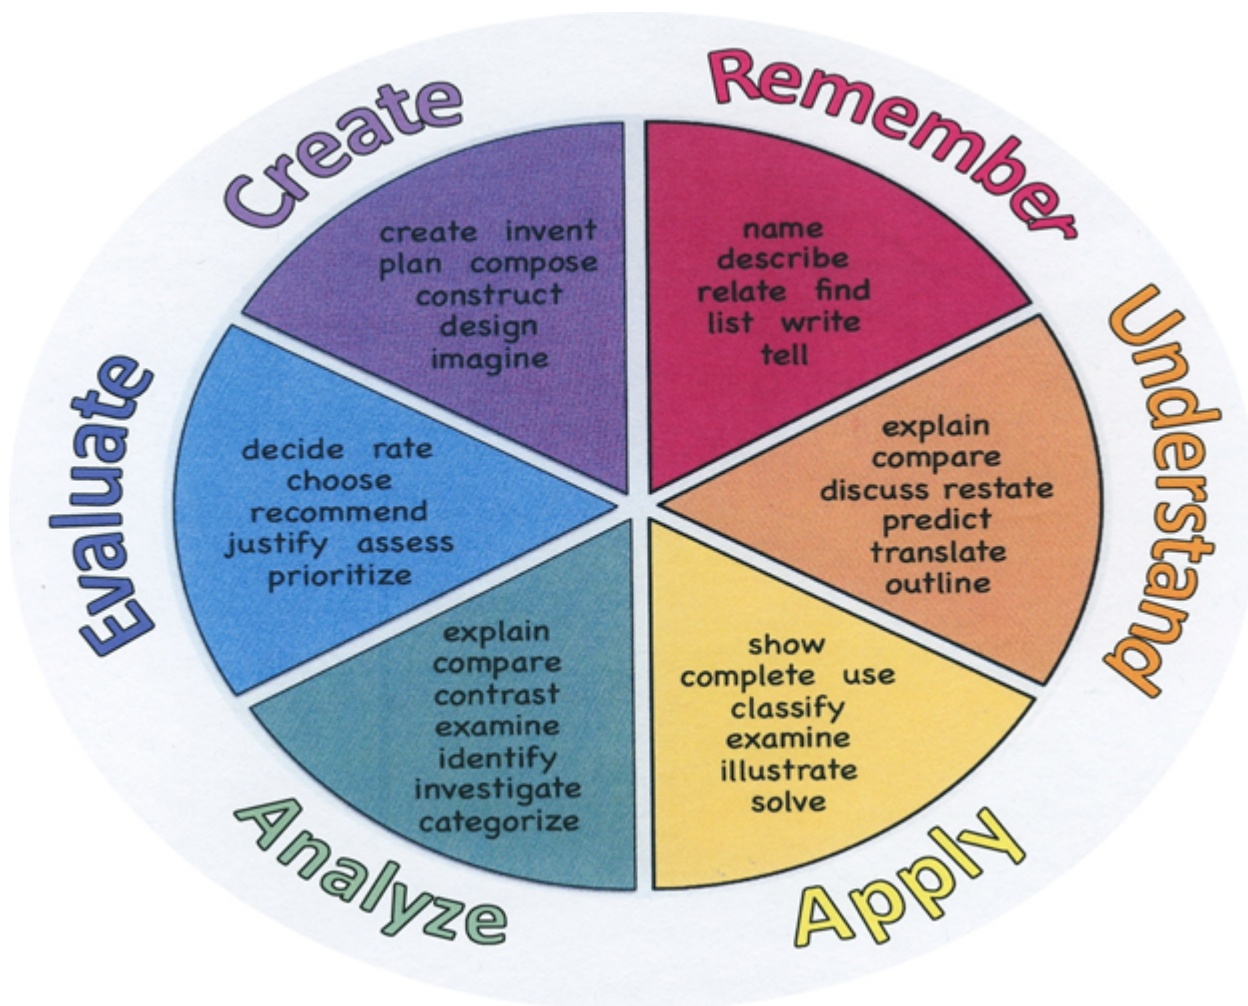 Remember
name
describe
relate find
list write
tell
Understand
explain
compare
discuss restate
predict
translate
outline
Apply
show
complete use
classify
examine
illustrate
solve
Analyze
explain
compare
contrast
examine
identify
investigate
categorize
Evaluate
decide rate
choose
recommend
justify assess
prioritize
Create
create invent
plan compose
construct
design
imagine